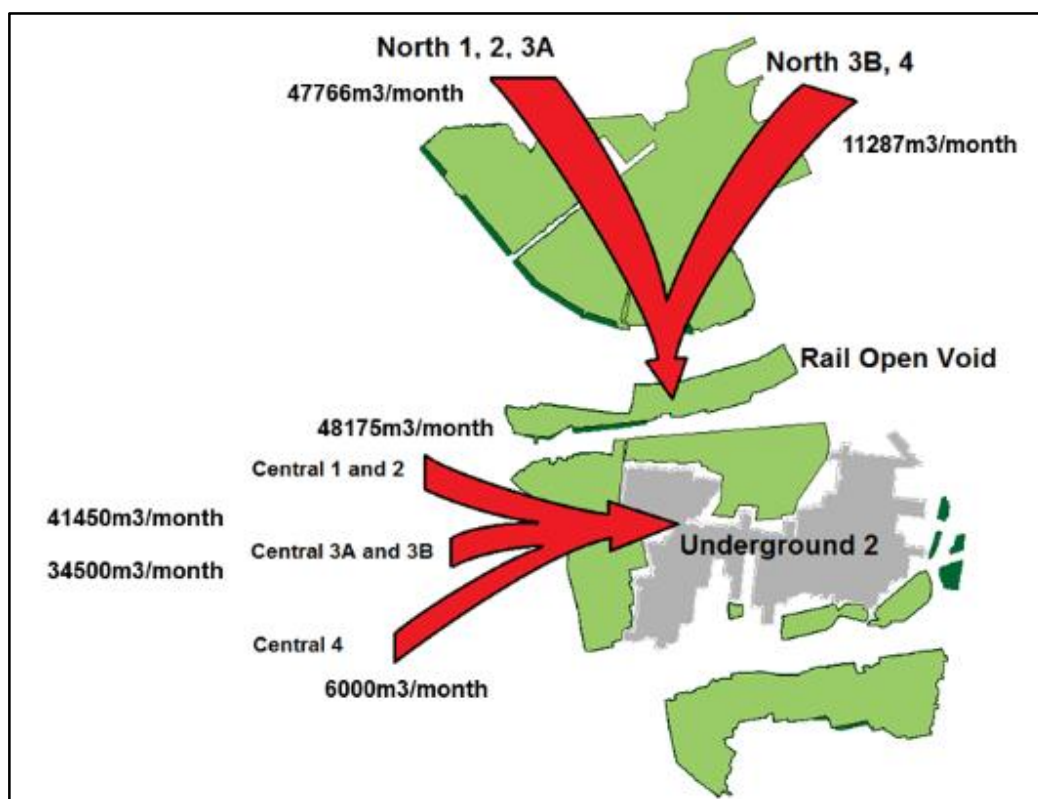 North 1, 2, 3A
North 3B, 4
47766m3/month
11287m3/month
Rail Open Void
48175m3/month
Central 1 and 2
41450m3/month
Central 3A and 3B
Underground 2
34500m3/month
Central 4
6000m3/month